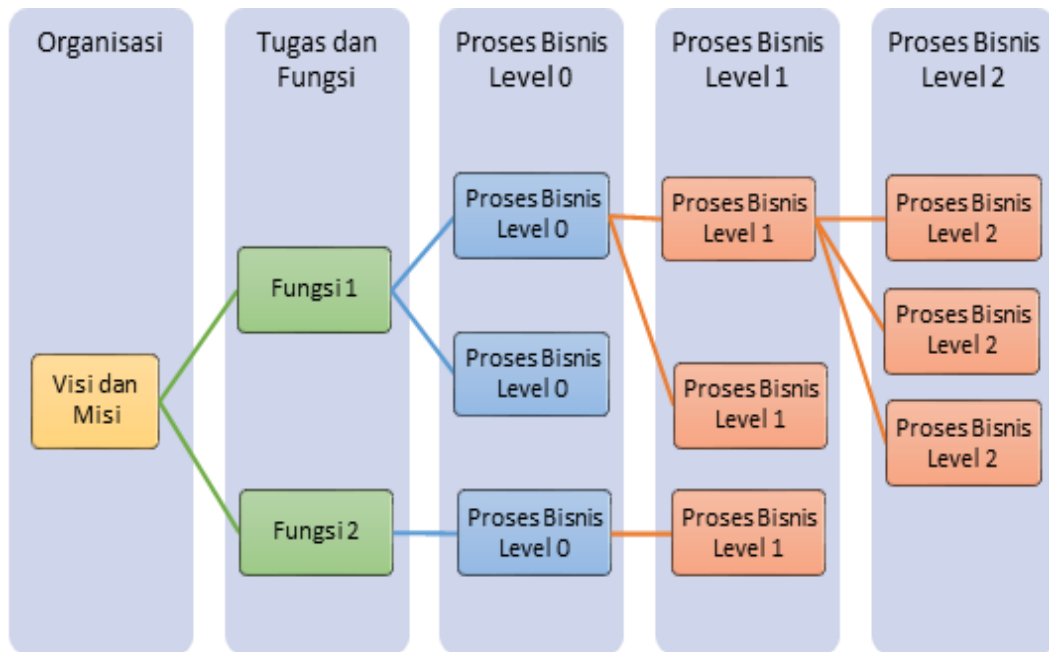 Organisasi
Tugas dan
Fungsi
Proses Bisnis
Level 0
Proses Bisnis
Level 1
Proses Bisnis
Level 2
Visi dan
Misi
Fungsi 1
Fungsi 2
Proses Bisnis
Level 0
Proses Bisnis
Level 0
Proses Bisnis
Level 0
Proses Bisnis
Level 1
Proses Bisnis
Level 1
Proses Bisnis
Level 1
Proses Bisnis
Level 2
Proses Bisnis
Level 2
Proses Bisnis
Level 2